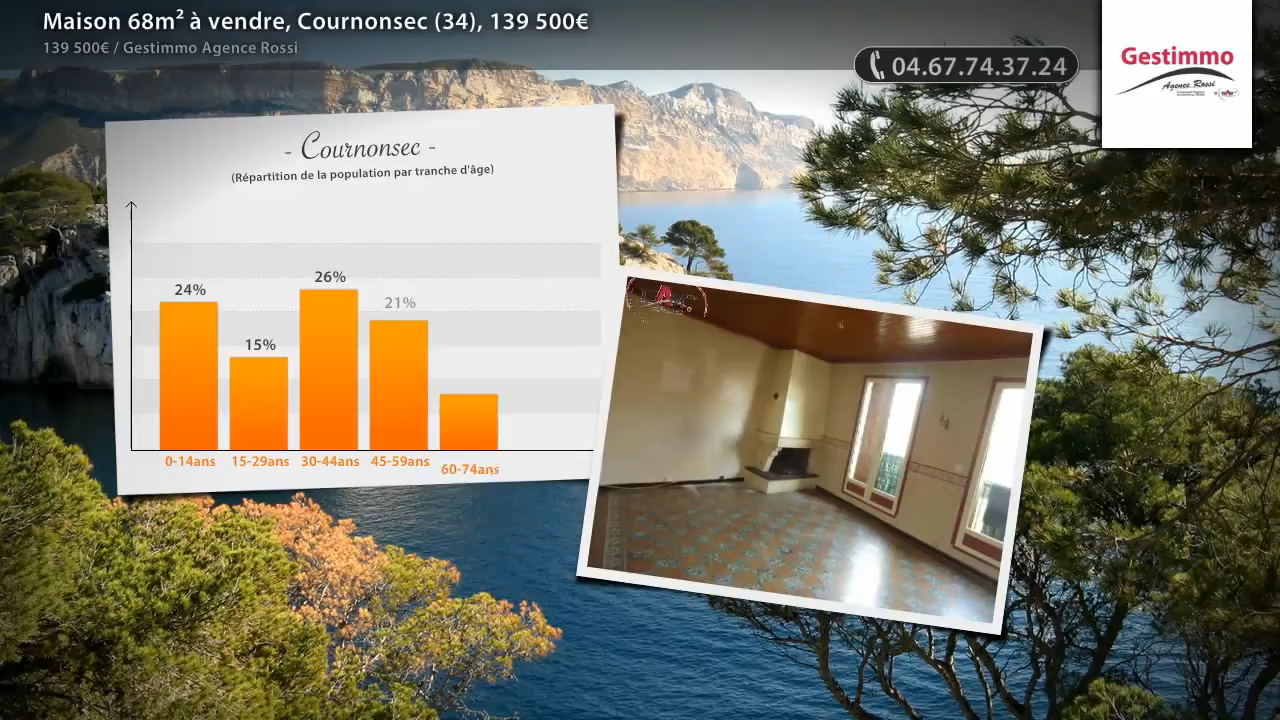 Maison 68m² à vendre, Cournonsec (34), 139 500€
139 500€ / Gestimmo Agence Rossi
04.67.74.37.24
Gestimmo
Agence Rossi
- Cournonsec -
(Répartition de la population par tranche d'âge)
24%
15%
26%
21%
0-14ans
15-29ans
30-44ans
45-59ans
60-74ans